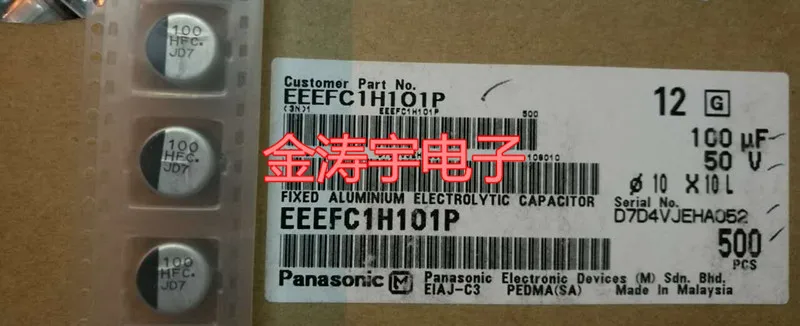 100
HFC.
JD7
100
HFC.
JD7
100
HFC.
JD7
Customer Part No.
EEEFC1H101P
(3N)1 EEEFC1H101P 500
12 G
100 µF
50 V
ø 10 X 10 L
金涛宇电子
FIXED ALUMINIUM ELECTROLYTIC CAPACITOR
Serial No.
D7D4VJEHA052
EEEFC1H101P
500
PCS
Panasonic M
Panasonic Electronic Devices (M) Sdn. Bhd.
EIAJ-C3 PEDMA(SA) Made In Malaysia